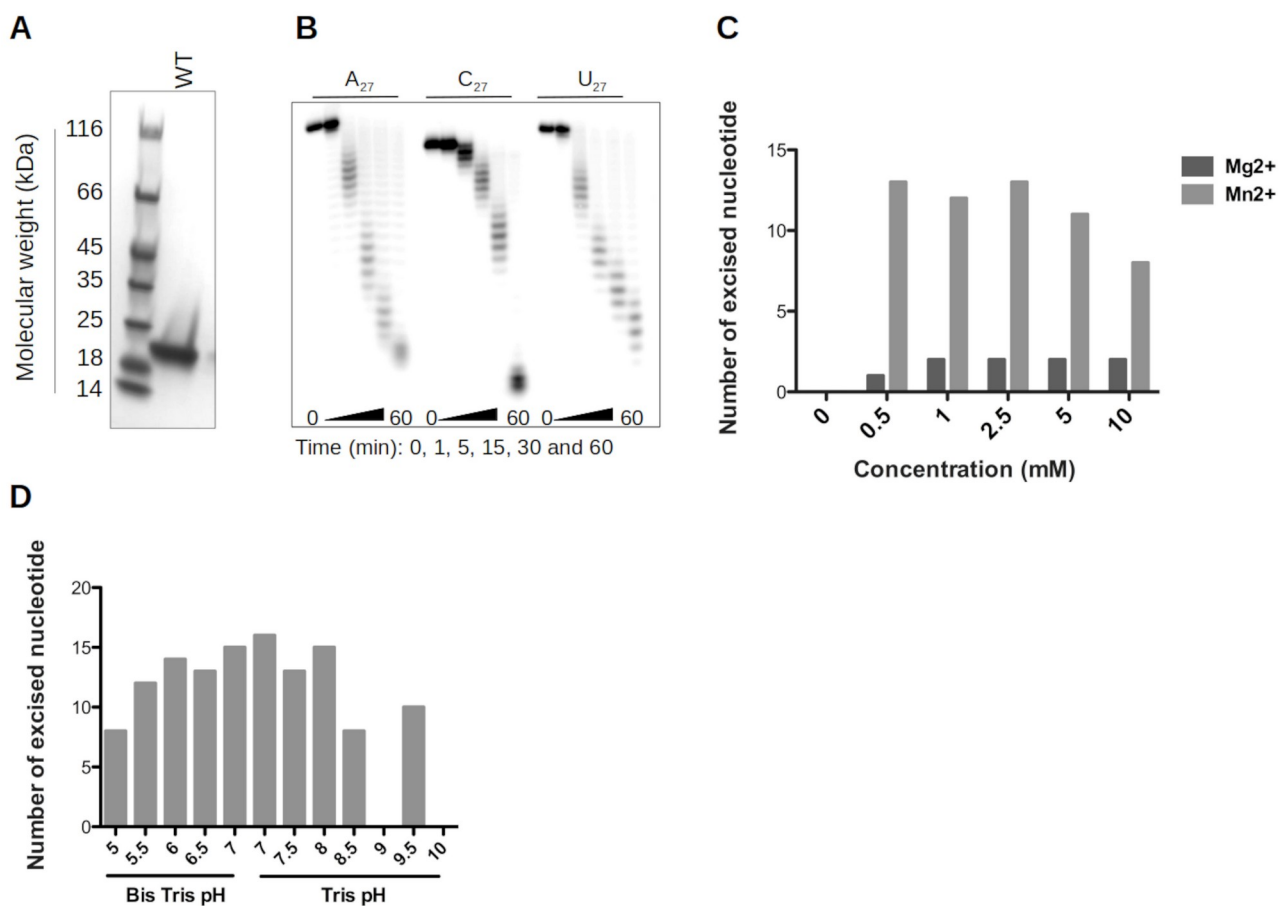 A
WT
Molecular weight (kDa)
116
66
45
35
25
18
14
B
A27
C27
U27
0 60 0 60 0 60
Time (min): 0, 1, 5, 15, 30 and 60
C
Number of excised nucleotide
15
10
5
0
0 0.5 1 2.5 5 10
Concentration (mM)
Mg2+
Mn2+
D
Number of excised nucleotide
20
15
10
5
0
5 5.5 6 6.5 7 7 7.5 8 8.5 9 9.5 10
Bis Tris pH Tris pH